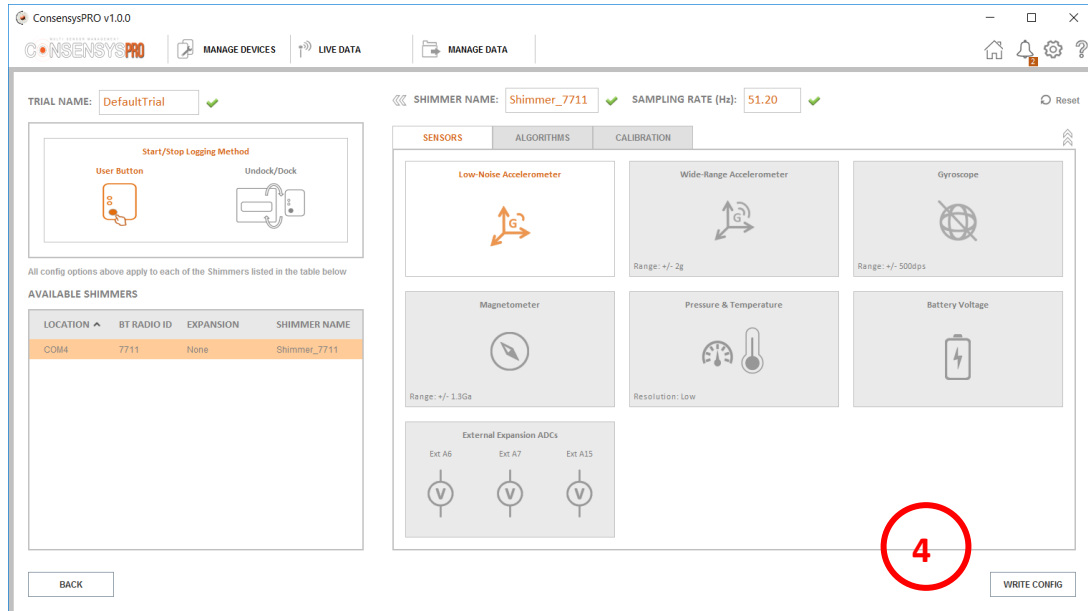 ConsensysPRO v1.0.0
MULTI SENSOR MANAGEMENT
CONSENSYSPRO
MANAGE DEVICES
LIVE DATA
MANAGE DATA
2
?
TRIAL NAME: DefaultTrial
SHIMMER NAME: Shimmer_7711 SAMPLING RATE (Hz): 51.20
Reset
Start/Stop Logging Method
User Button Undock/Dock
All config options above apply to each of the Shimmers listed in the table below
AVAILABLE SHIMMERS
LOCATION BT RADIO ID EXPANSION SHIMMER NAME
COM4 7711 None Shimmer_7711
SENSORS ALGORITHMS CALIBRATION
Low-Noise Accelerometer
G
Wide-Range Accelerometer
G
Range: +/- 2g
Gyroscope
Range: +/- 500dps
Magnetometer
Range: +/- 1.3Ga
Pressure & Temperature
Resolution: Low
Battery Voltage
External Expansion ADCs
Ext A6 Ext A7 Ext A15
V V V
4
BACK
WRITE CONFIG